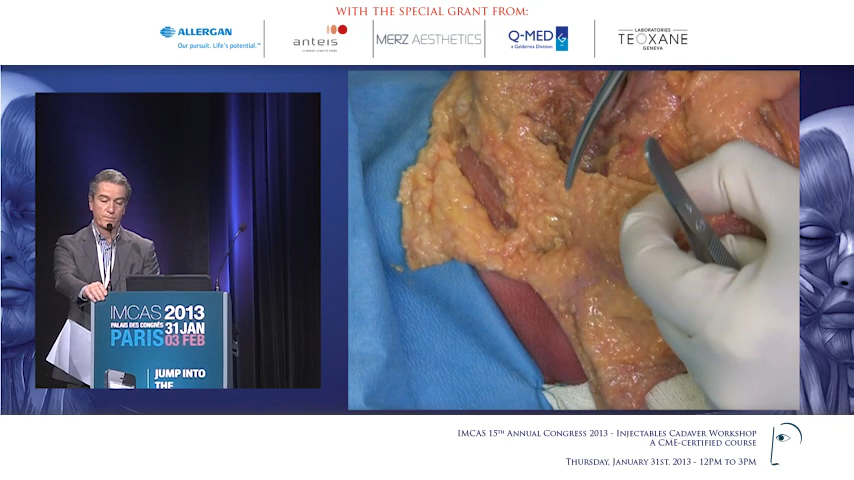 WITH THE SPECIAL GRANT FROM:
ALLERGAN
Our pursuit. Life's potential.™
anteis
MERZ AESTHETICS
Q-MED
a Galderma Division
LABORATORIES
TEOXANE
GENEVA
IMCAS 2013
PALAIS DES CONGRÈS
PARIS
31 JAN
03 FEB
JUMP INTO
THE
IMCAS 15TH ANNUAL CONGRESS 2013 - INJECTABLES CADAVER WORKSHOP
A CME-CERTIFIED COURSE
THURSDAY, JANUARY 31ST, 2013 - 12PM TO 3PM